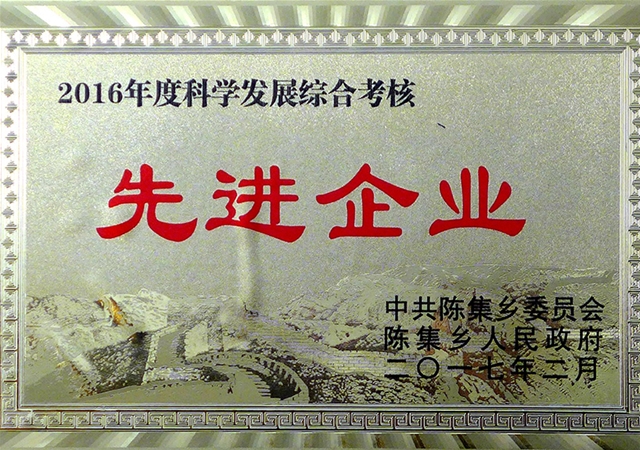 2016年度科学发展综合考核
先进企业
中共陈集乡委员会
陈集乡人民政府
二〇一七年二月